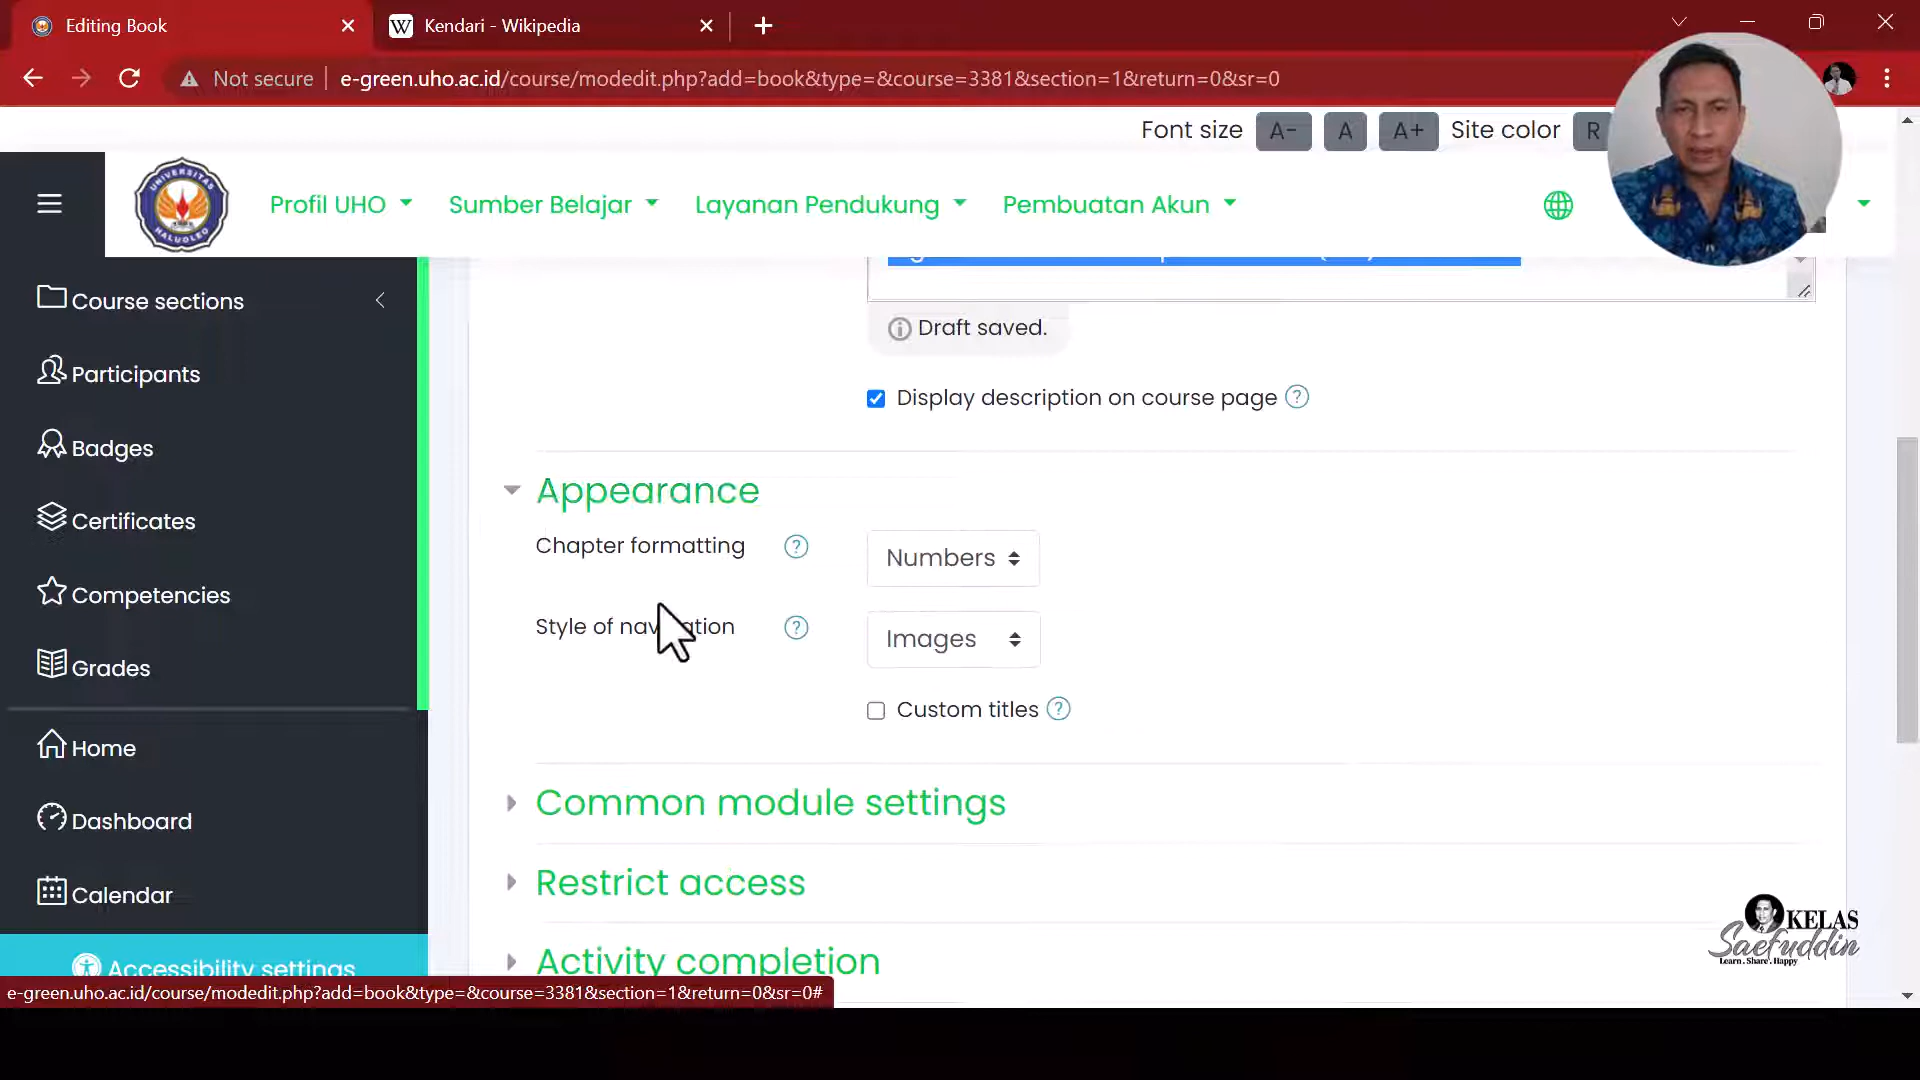 Editing Book
Kendari - Wikipedia
Not secure
e-green.uho.ac.id/course/modedit.php?add=book&type=&course=3381&section=1&return=0&sr=0
Font size A- A A+ Site color R
UNIVERSITAS
HALUOLEO
Profil UHO
Sumber Belajar
Layanan Pendukung
Pembuatan Akun
Course sections
Participants
Badges
Certificates
Competencies
Grades
Home
Dashboard
Calendar
Accessibility settings
Draft saved.
Display description on course page
Appearance
Chapter formatting
Numbers
Style of navigation
Images
Custom titles
Common module settings
Restrict access
Activity completion
KELAS
Saefuddin
Learn. Share. Happy
e-green.uho.ac.id/course/modedit.php?add=book&type=&course=3381&section=1&return=0&sr=0#